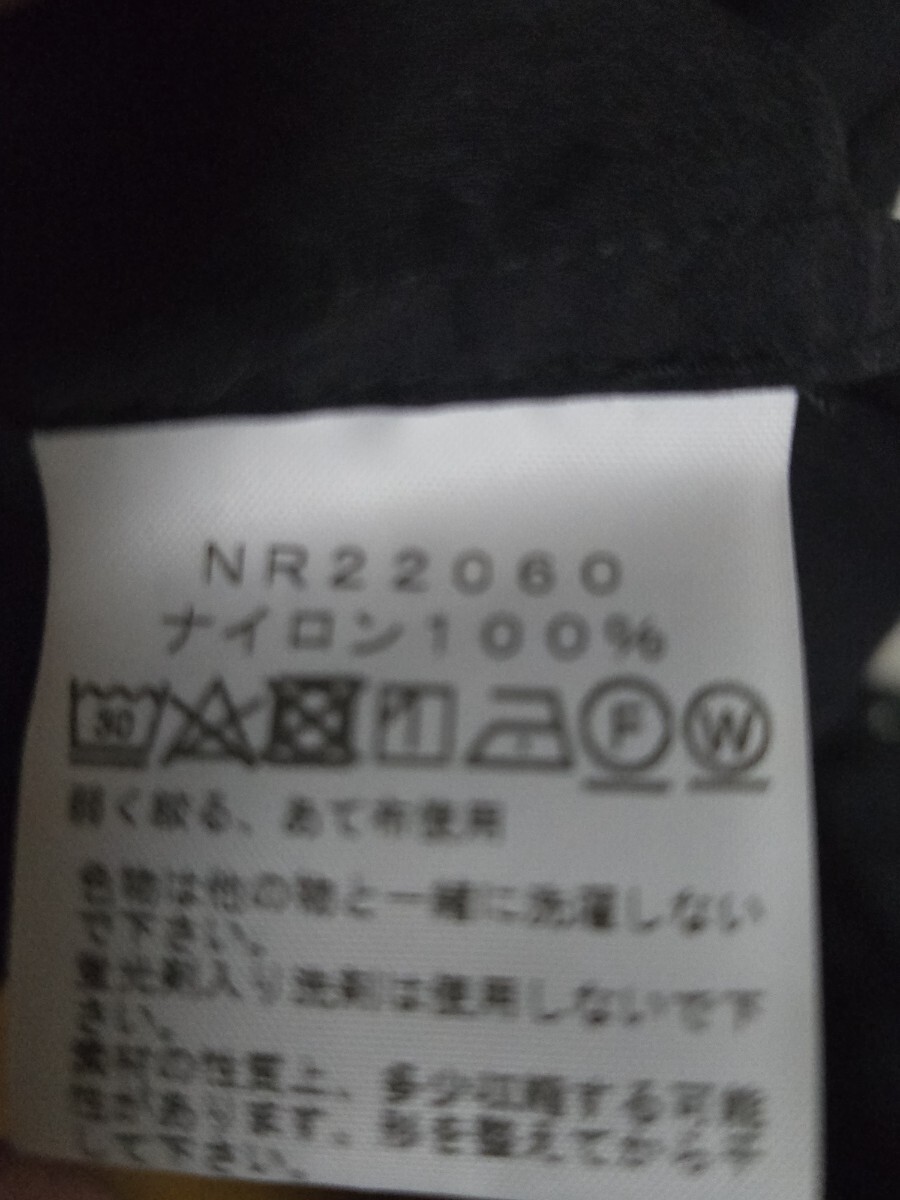 NR22060
ナイロン100%
30 F W
弱く絞る、あて布使用
色物は他の物と一緒に洗濯しない
で下さい。
蛍光剤入り洗剤は使用しないで下
さい。
素材の性質上、多少収縮する可能
性があります、形を整えてから干
して下さい。